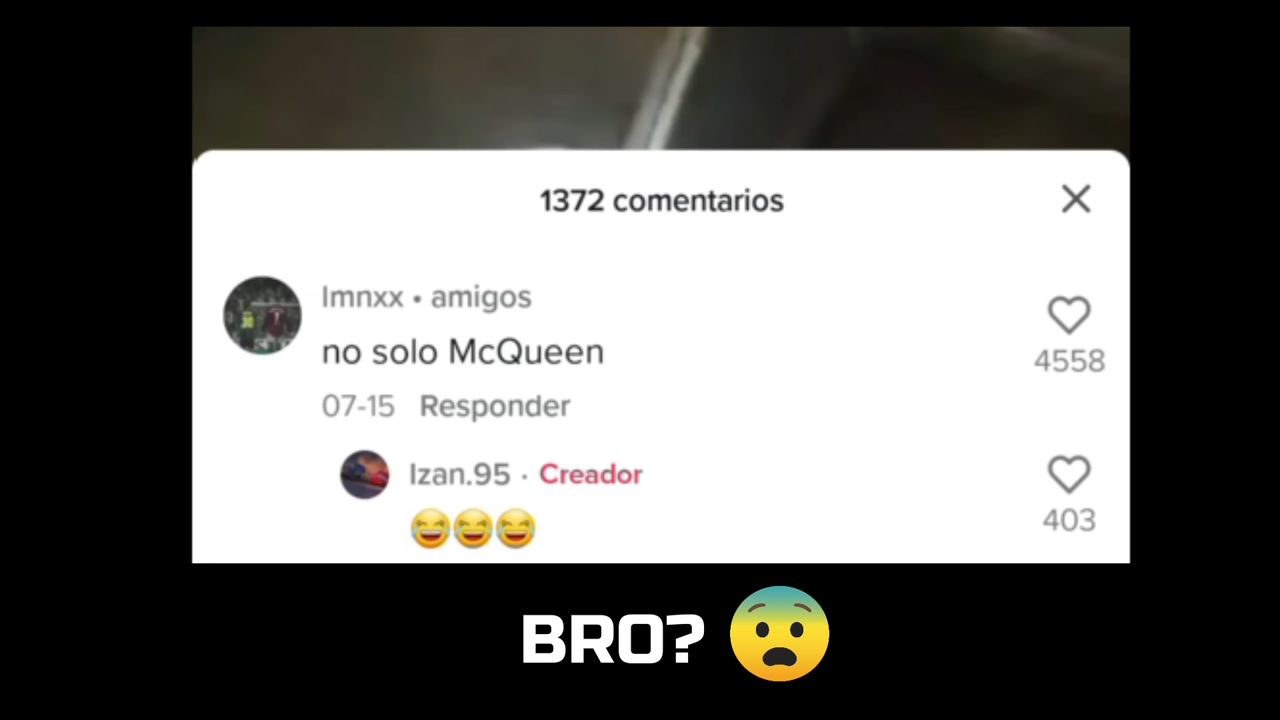 1372 comentarios
lmnxx • amigos
no solo McQueen
4558
07-15 Responder
Izan.95 · Creador
403
😂😂😂
BRO? 😨